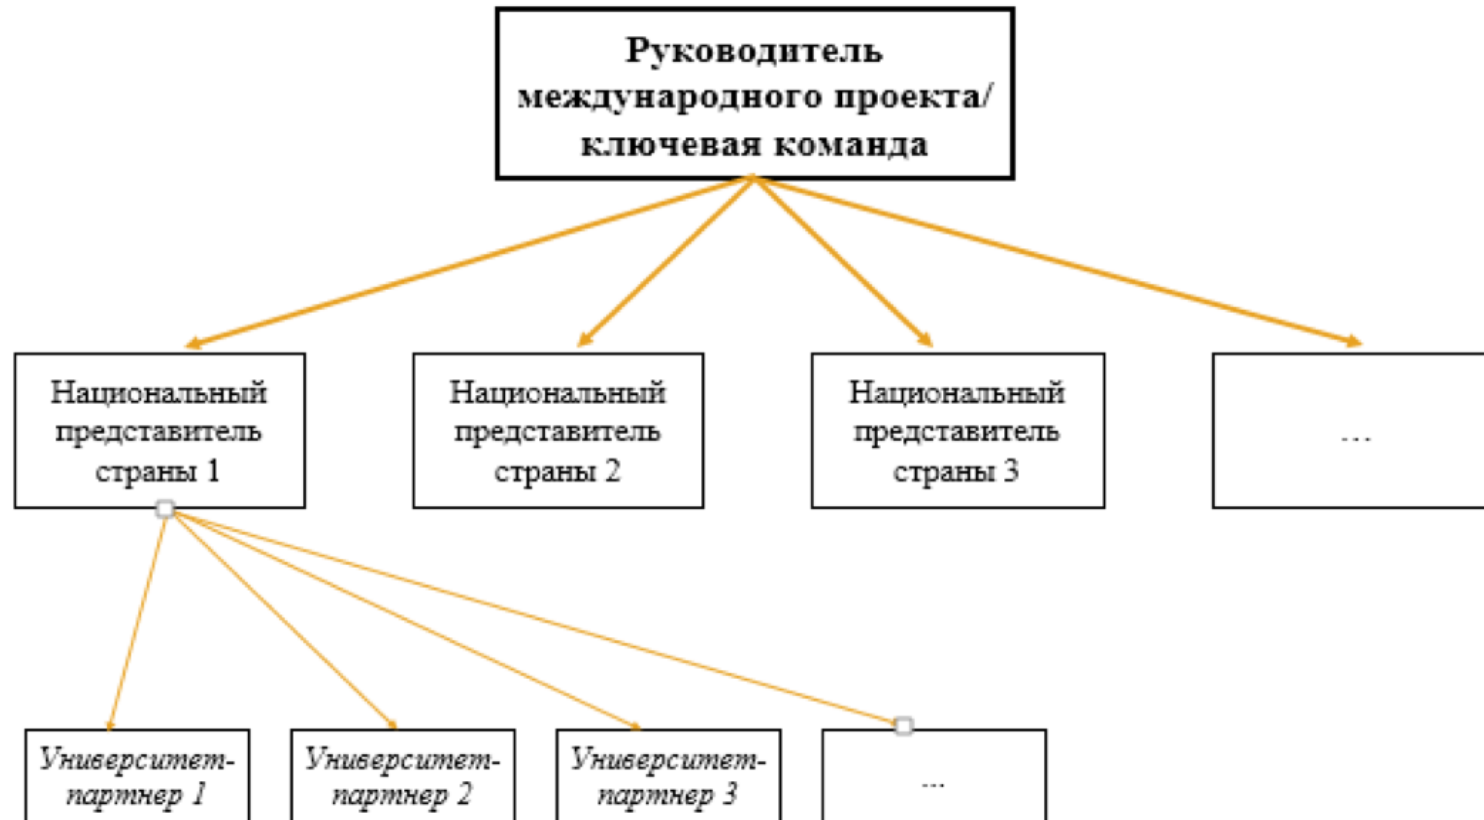 Руководитель
международного проекта/
ключевая команда
Национальный
представитель
страны 1
Национальный
представитель
страны 2
Национальный
представитель
страны 3
...
Университет-
партнер 1
Университет-
партнер 2
Университет-
партнер 3
...